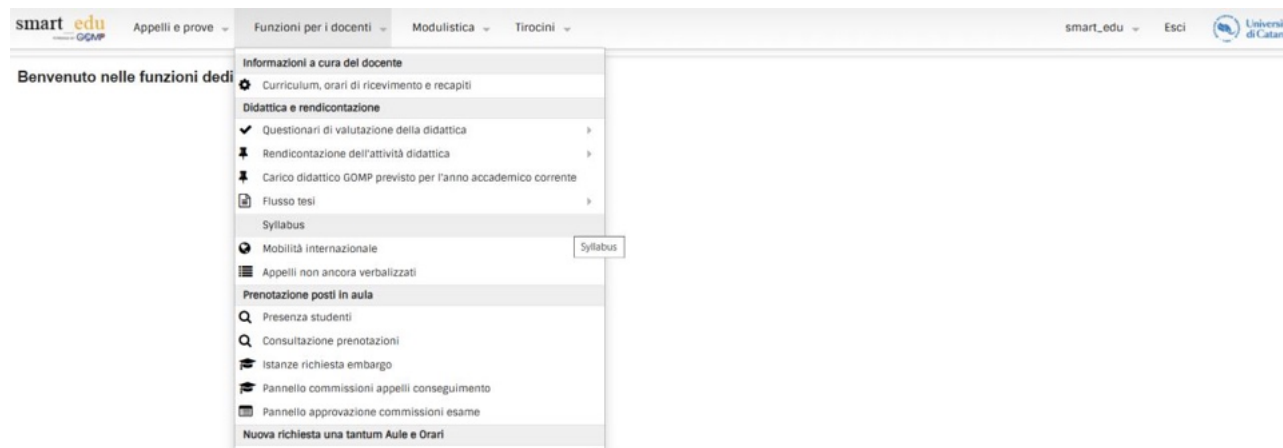 smart_edu
GOMP
Appelli e prove
Funzioni per i docenti
Modulistica
Tirocini
smart_edu
Esci
Universi
di Catan
Benvenuto nelle funzioni dedi
Informazioni a cura del docente
Curriculum, orari di ricevimento e recapiti
Didattica e rendicontazione
Questionari di valutazione della didattica
Rendicontazione dell'attività didattica
Carico didattico GOMP previsto per l'anno accademico corrente
Flusso tesi
Syllabus
Syllabus
Mobilità internazionale
Appelli non ancora verbalizzati
Prenotazione posti in aula
Presenza studenti
Consultazione prenotazioni
Istanze richiesta embargo
Pannello commissioni appelli conseguimento
Pannello approvazione commissioni esame
Nuova richiesta una tantum Aule e Orari